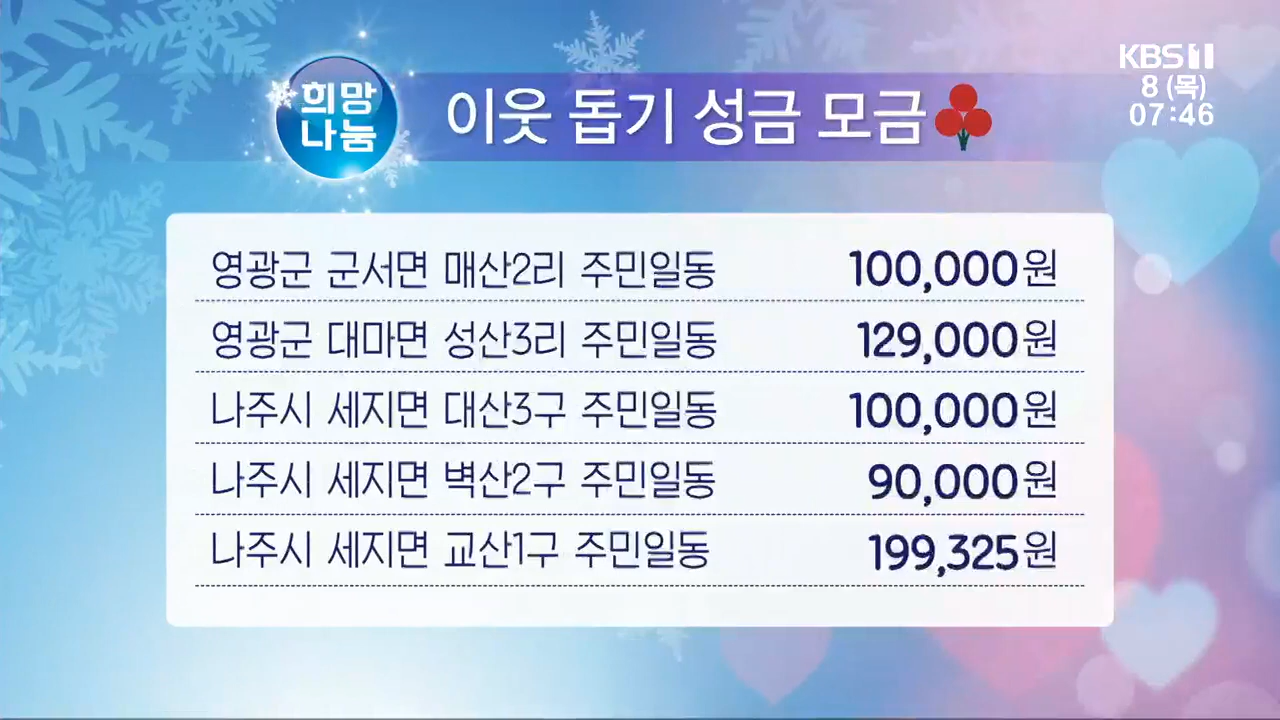 희망
나눔
이웃 돕기 성금 모금
KBS1
8 (목)
07:46
영광군 군서면 매산2리 주민일동 100,000원
영광군 대마면 성산3리 주민일동 129,000원
나주시 세지면 대산3구 주민일동 100,000원
나주시 세지면 벽산2구 주민일동 90,000원
나주시 세지면 교산1구 주민일동 199,325원